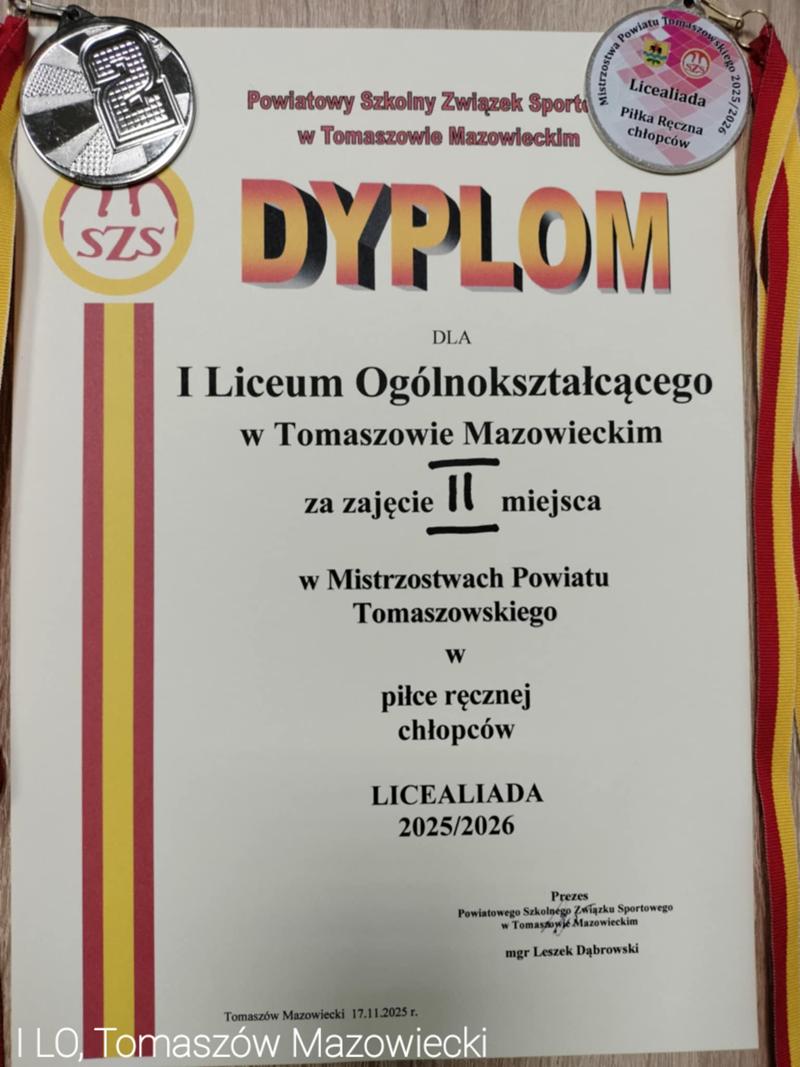 2
Mistrzostwa Powiatu Tomaszowskiego 2025/2026
SZS
Licealiada
Piłka Ręczna
chłopców
Powiatowy Szkolny Związek
w Tomaszowie Mazowieckim
SZS
DYPLOM
DLA
I Liceum Ogólnokształcącego
w Tomaszowie Mazowieckim
za zajęcie II miejsca
w Mistrzostwach Powiatu
Tomaszowskiego
w
piłce ręcznej
chłopców
LICEALIADA
2025/2026
Prezes
Powiatowego Szkolnego Związku Sportowego
w Tomaszowie Mazowieckim
mgr Leszek Dąbrowski
Tomaszów Mazowiecki 17.11.2025 r.
I LO, Tomaszów Mazowiecki